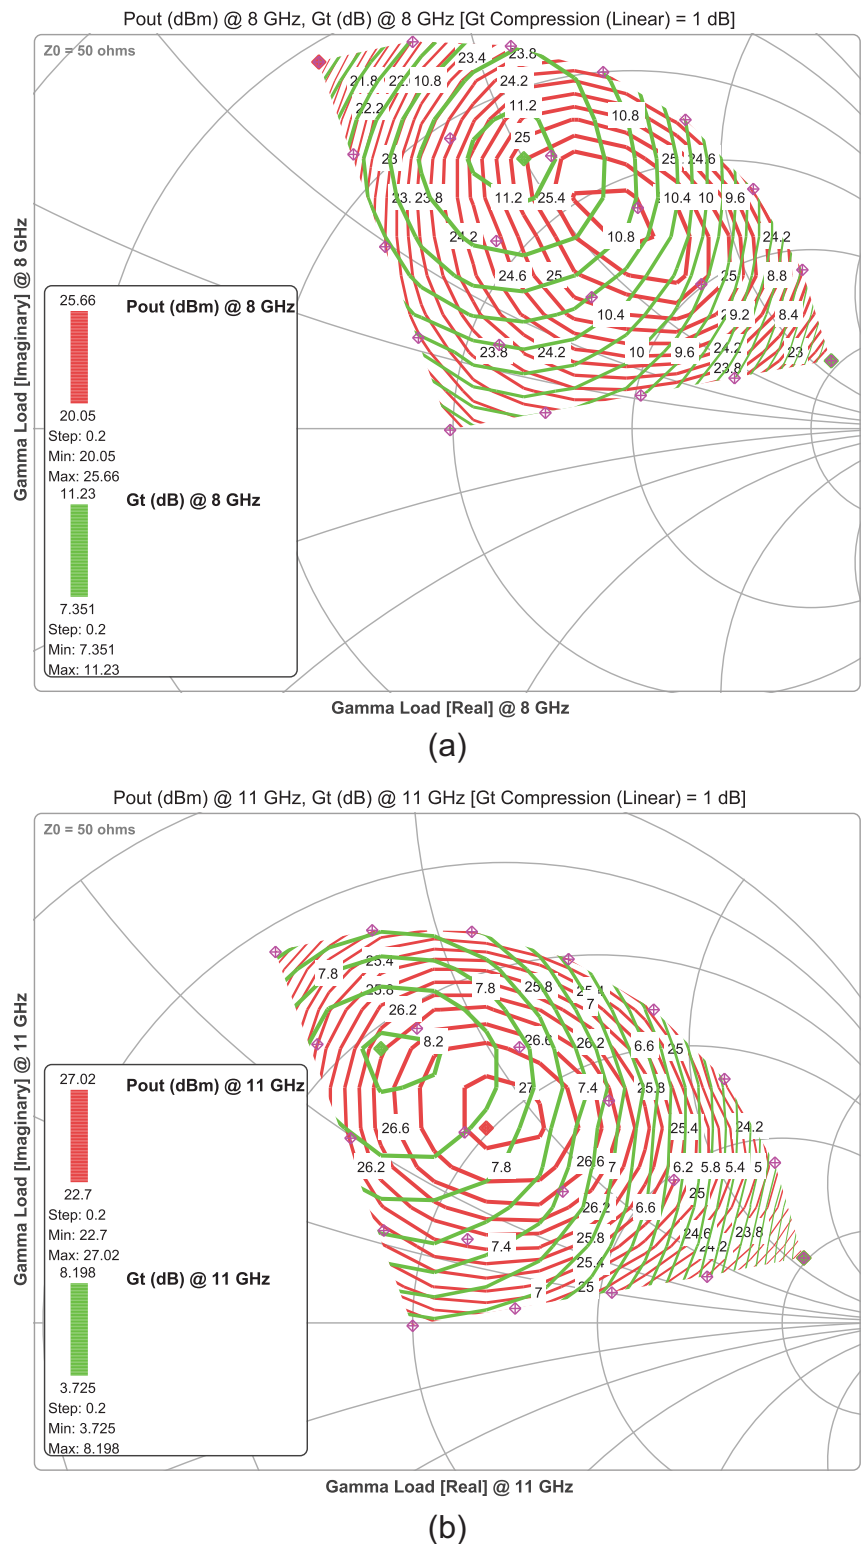 Pout (dBm) @ 8 GHz, Gt (dB) @ 8 GHz [Gt Compression (Linear) = 1 dB]
Z0 = 50 ohms
23.4 23.8
21.8 22. 10.8 24.2
22.2 11.2 10.8
25
23 25 24.6
23. 23.8 11.2 25.4 10.4 10 9.6
24.2 10.8 24.2
24.6 25 25 8.8
10.4 9.2 8.4
23.8 24.2 10 9.6 24.2 23
23.8
Gamma Load [Imaginary] @ 8 GHz
25.66
Pout (dBm) @ 8 GHz
20.05
Step: 0.2
Min: 20.05
Max: 25.66
11.23
Gt (dB) @ 8 GHz
7.351
Step: 0.2
Min: 7.351
Max: 11.23
Gamma Load [Real] @ 8 GHz
(a)
Pout (dBm) @ 11 GHz, Gt (dB) @ 11 GHz [Gt Compression (Linear) = 1 dB]
Z0 = 50 ohms
25.4
7.8 7.8 25.8 25.4
25.8 7
26.2
8.2 26.6 26.2 6.6 25
27 7.4 25.8
26.6 25.4 24.2
26.2 7.8 26.6 7 6.2 5.8 5.4 5
25
26.2 6.6
7.4 25.8 24.6 23.8
24.2
25.4
7 25
Gamma Load [Imaginary] @ 11 GHz
27.02
Pout (dBm) @ 11 GHz
22.7
Step: 0.2
Min: 22.7
Max: 27.02
8.198
Gt (dB) @ 11 GHz
3.725
Step: 0.2
Min: 3.725
Max: 8.198
Gamma Load [Real] @ 11 GHz
(b)